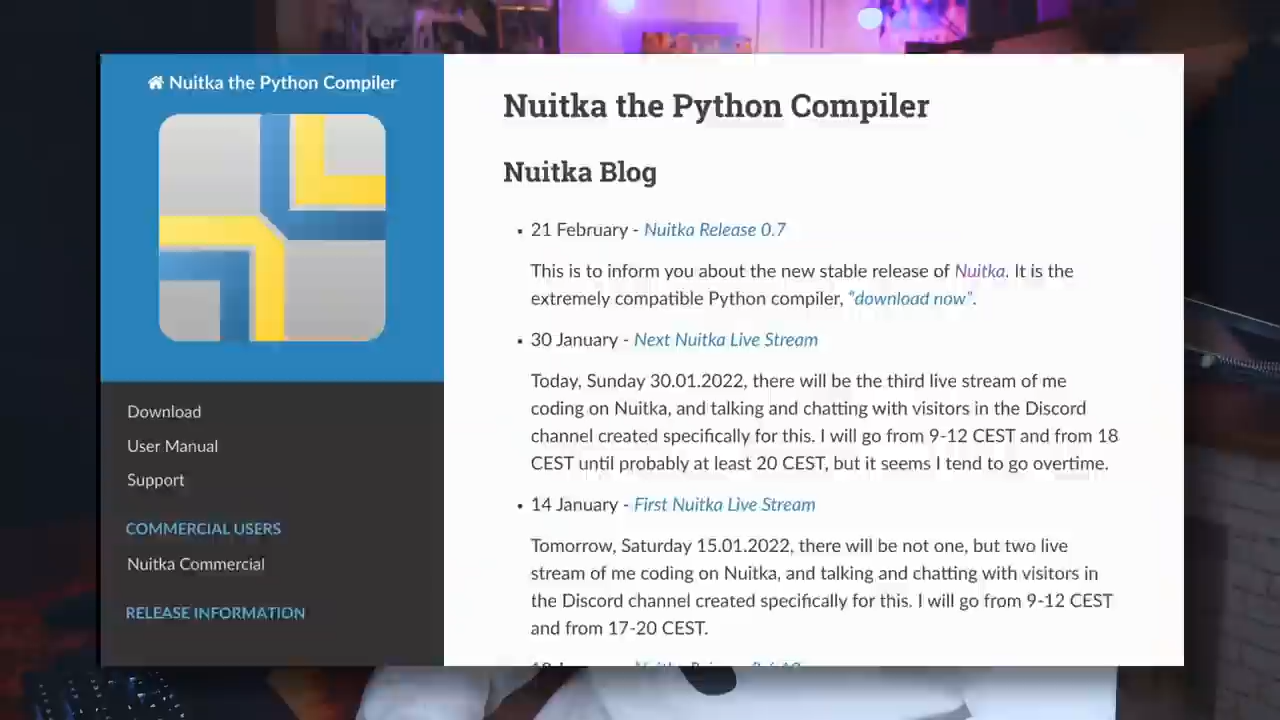 Nuitka the Python Compiler
Download
User Manual
Support
COMMERCIAL USERS
Nuitka Commercial
RELEASE INFORMATION
Nuitka the Python Compiler
Nuitka Blog
• 21 February - Nuitka Release 0.7
This is to inform you about the new stable release of Nuitka. It is the
extremely compatible Python compiler, “download now”.
• 30 January - Next Nuitka Live Stream
Today, Sunday 30.01.2022, there will be the third live stream of me
coding on Nuitka, and talking and chatting with visitors in the Discord
channel created specifically for this. I will go from 9-12 CEST and from 18
CEST until probably at least 20 CEST, but it seems I tend to go overtime.
• 14 January - First Nuitka Live Stream
Tomorrow, Saturday 15.01.2022, there will be not one, but two live
stream of me coding on Nuitka, and talking and chatting with visitors in
the Discord channel created specifically for this. I will go from 9-12 CEST
and from 17-20 CEST.